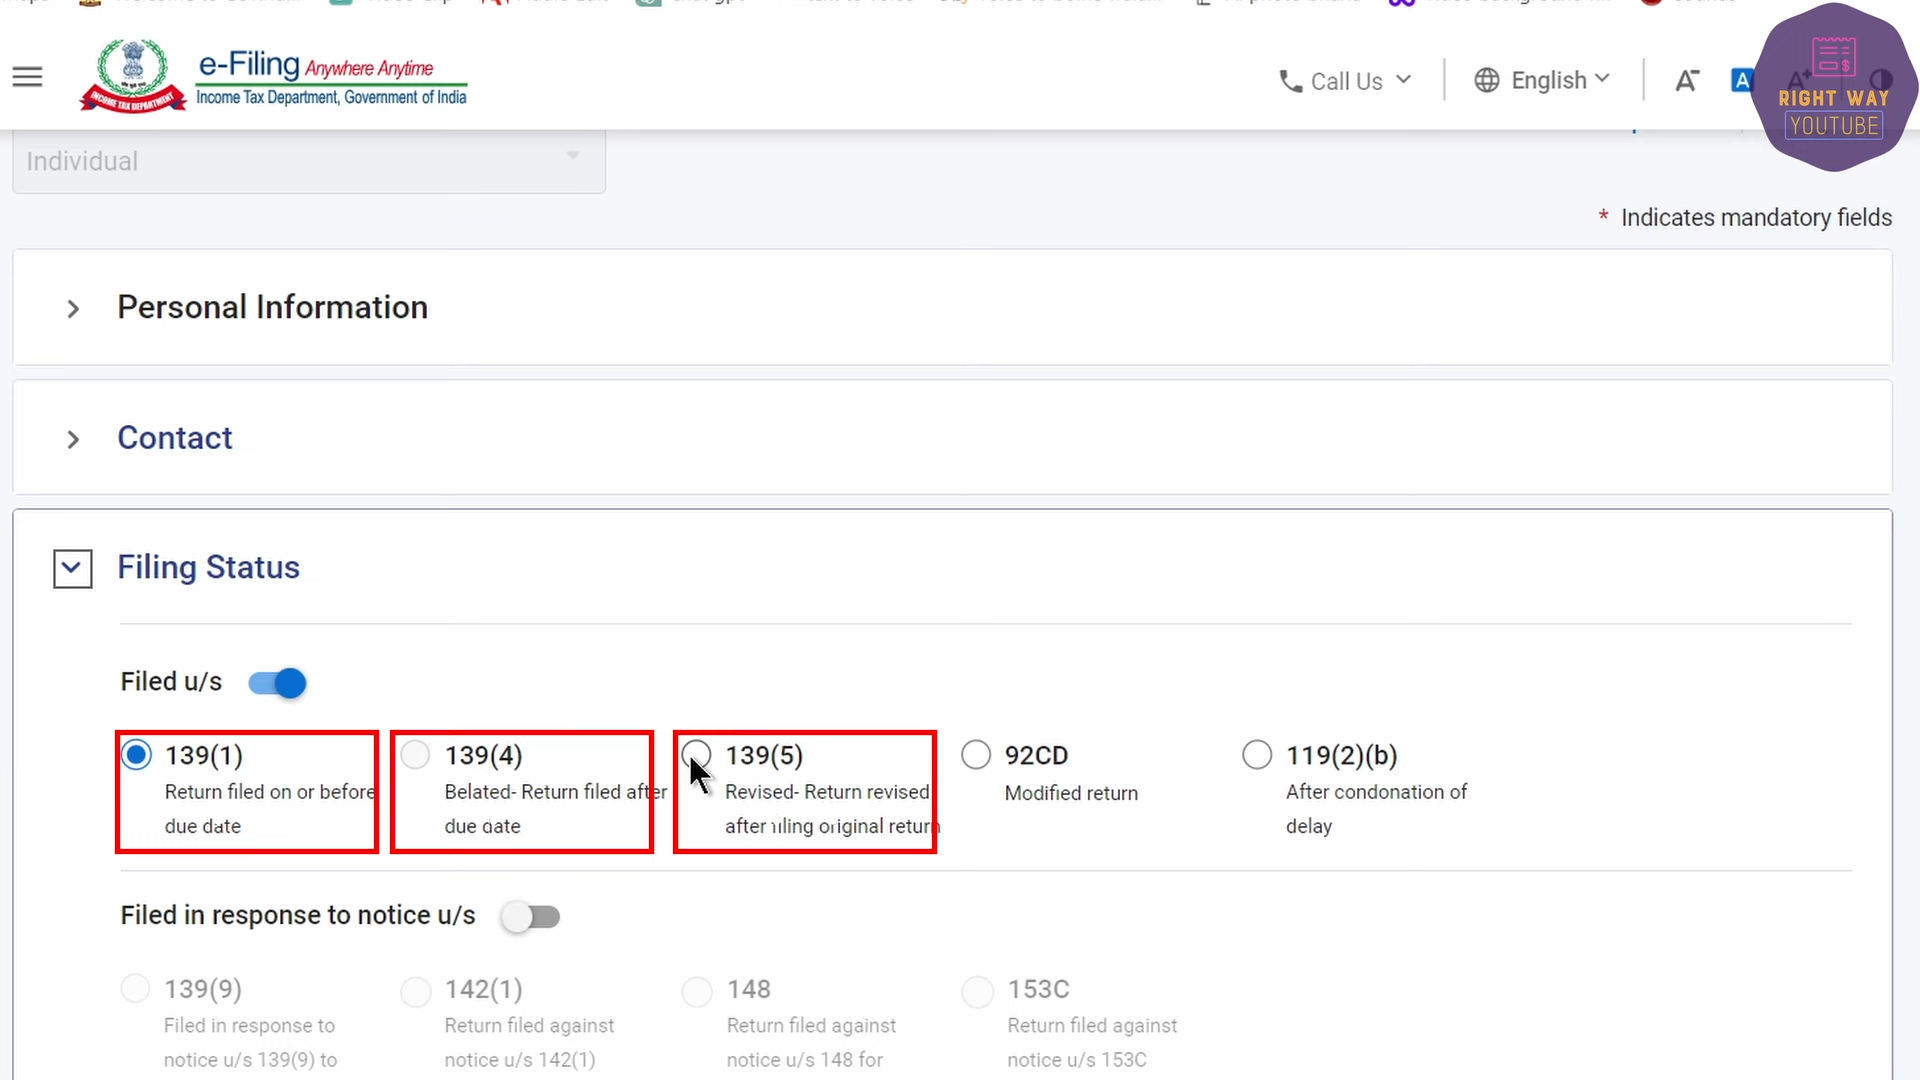 e-Filing Anywhere Anytime
Income Tax Department, Government of India
INCOME TAX DEPARTMENT
Call Us
English
A-
A
A+
RIGHT WAY
YOUTUBE
Individual
* Indicates mandatory fields
Personal Information
Contact
Filing Status
Filed u/s
139(1)
Return filed on or before
due date
139(4)
Belated- Return filed after
due date
139(5)
Revised- Return revised
after filing original return
92CD
Modified return
119(2)(b)
After condonation of
delay
Filed in response to notice u/s
139(9)
Filed in response to
notice u/s 139(9) to
142(1)
Return filed against
notice u/s 142(1)
148
Return filed against
notice u/s 148 for
153C
Return filed against
notice u/s 153C